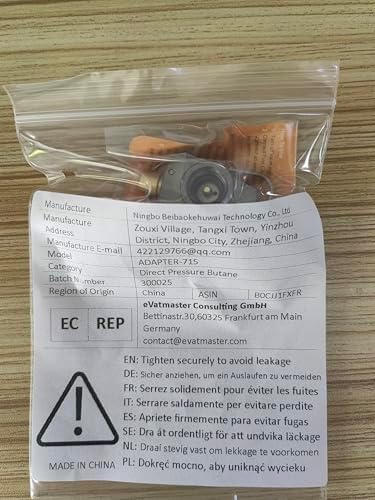 Manufacture Ningbo Beibaokehuwai Technology Co., Ltd
Manufacture Address Zouxi Village, Tangxi Town, Yinzhou District, Ningbo City, Zhejiang, China
Manufacture E-mail 422129766@qq.com
Model ADAPTER-715
Category Direct Pressure Butane
Batch Number 300025
Region of Origin China ASIN
eVatmaster Consulting GmbH
Bettinastr.30,60325 Frankfurt am Main
Germany
contact@evatmaster.com
EC REP
EN: Tighten securely to avoid leakage
DE: Sicher anziehen, um ein Auslaufen zu vermeiden
FR: Serrez solidement pour éviter les fuites
IT: Serrare saldamente per evitare perdite
ES: Apriete firmemente para evitar fugas
SE: Dra åt ordentligt för att undvika läckage
NL: Draai stevig vast om lekkage te voorkomen
PL: Dokręć mocno, aby uniknąć wycieku
MADE IN CHINA